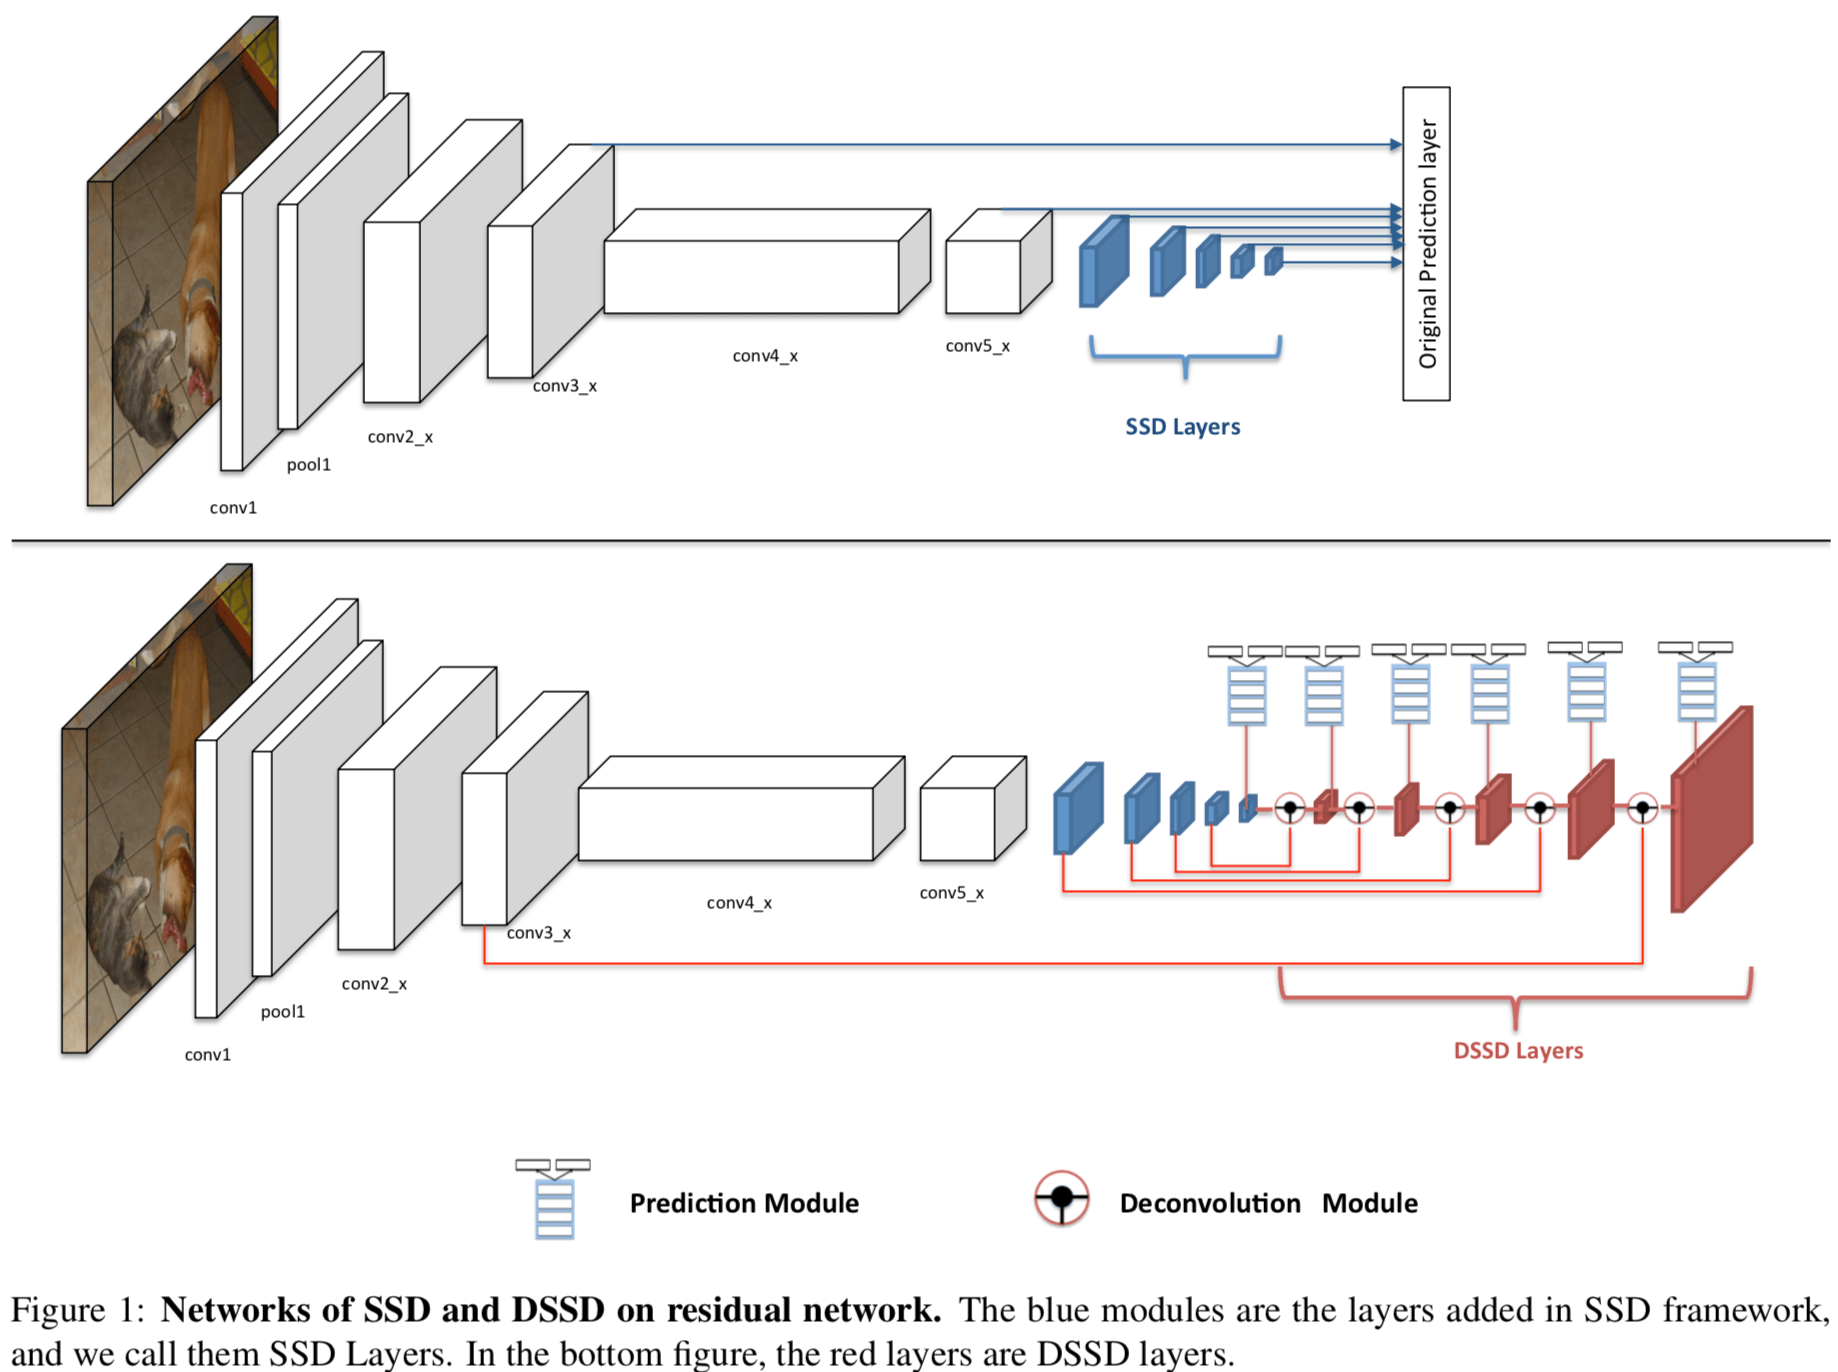 Original Prediction layer
conv4_x
conv5_x
conv3_x
SSD Layers
conv2_x
pool1
conv1
conv3_x
conv4_x
conv5_x
conv2_x
pool1
conv1
DSSD Layers
Prediction Module
Deconvolution Module
Figure 1: Networks of SSD and DSSD on residual network. The blue modules are the layers added in SSD framework,
and we call them SSD Layers. In the bottom figure, the red layers are DSSD layers.